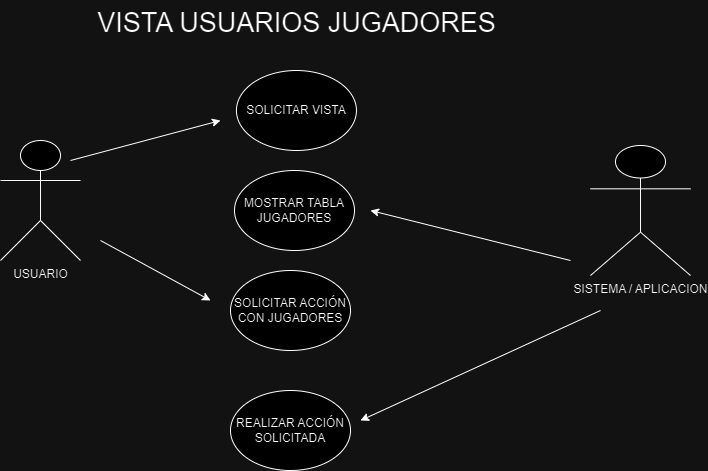 VISTA USUARIOS JUGADORES
SOLICITAR VISTA
MOSTRAR TABLA
JUGADORES
USUARIO
SISTEMA / APLICACION
SOLICITAR ACCIÓN
CON JUGADORES
REALIZAR ACCIÓN
SOLICITADA